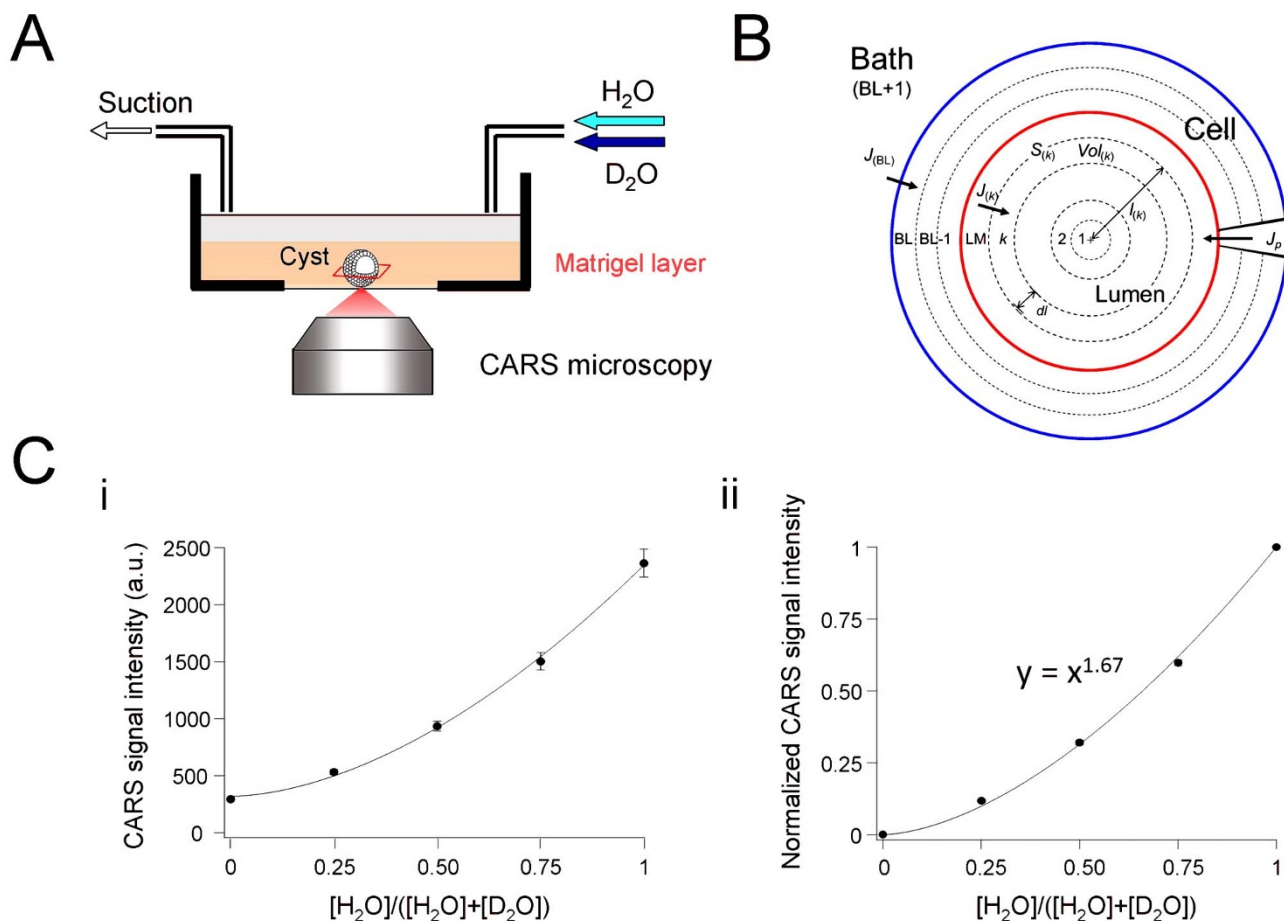 A
Suction
H₂O
D₂O
Cyst
Matrigel layer
CARS microscopy
B
Bath
(BL+1)
Cell
J(BL)
S(k) Vol(k)
J(k)
l(k)
BL BL-1 LM k 2 1
Jp
Lumen
dl
C
i
CARS signal intensity (a.u.)
2500
2000
1500
1000
500
0
0 0.25 0.50 0.75 1
[H₂O]/([H₂O]+[D₂O])
ii
Normalized CARS signal intensity
1
0.75
0.50
0.25
0
y = x^1.67
0 0.25 0.50 0.75 1
[H₂O]/([H₂O]+[D₂O])